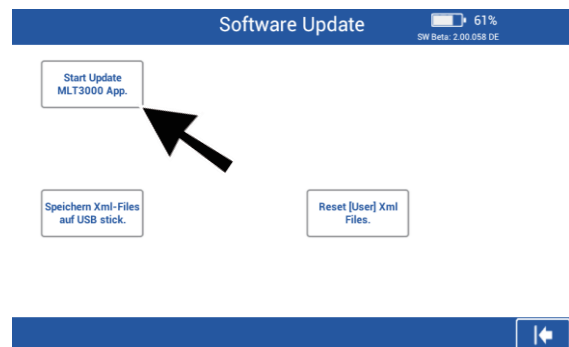 Software Update
61%
SW Beta: 2.00.058 DE
Start Update
MLT3000 App.
Speichern Xml-Files
auf USB stick.
Reset [User] Xml
Files.